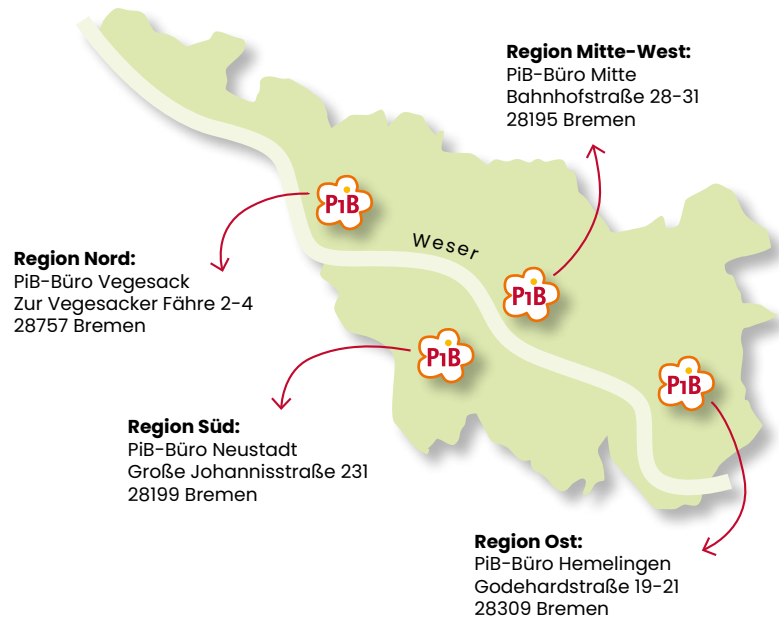 Region Mitte-West:
PiB-Büro Mitte
Bahnhofstraße 28-31
28195 Bremen
PiB
Weser
Region Nord:
PiB-Büro Vegesack
Zur Vegesacker Fähre 2-4
28757 Bremen
PiB
PiB
PiB
Region Süd:
PiB-Büro Neustadt
Große Johannisstraße 231
28199 Bremen
Region Ost:
PiB-Büro Hemelingen
Godehardstraße 19-21
28309 Bremen